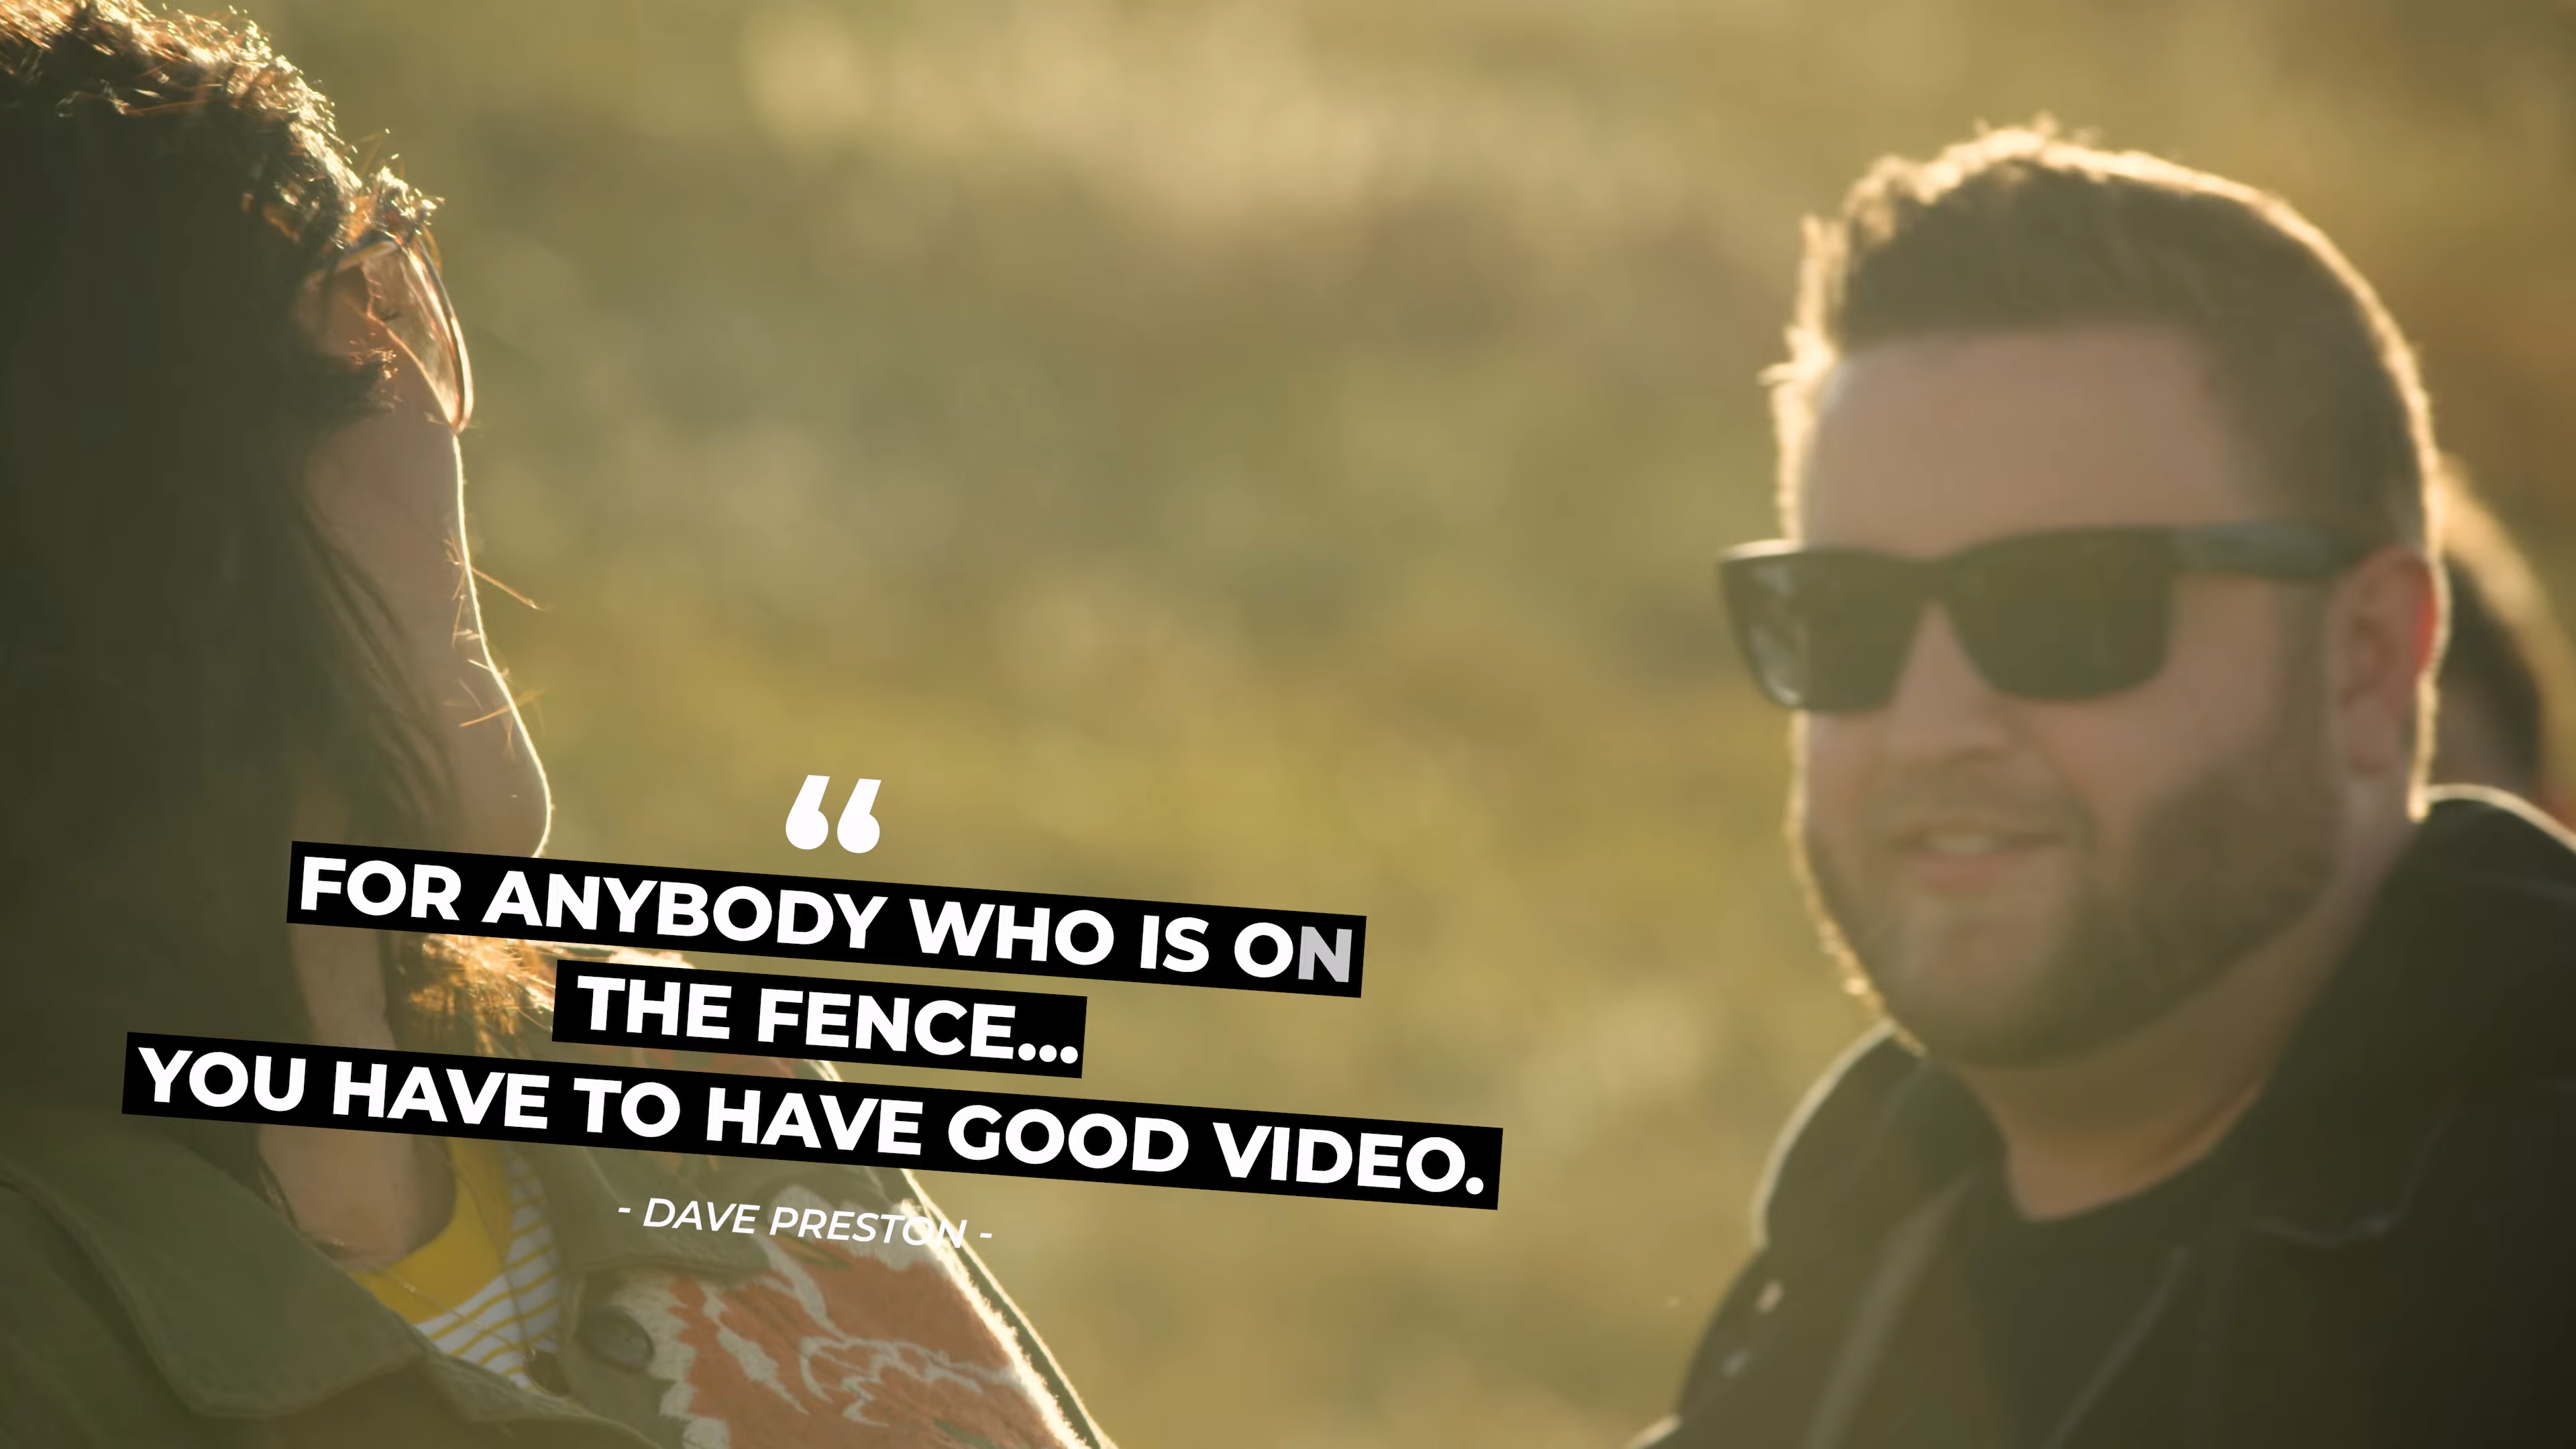 “
FOR ANYBODY WHO IS ON
THE FENCE...
YOU HAVE TO HAVE GOOD VIDEO.
- DAVE PRESTON -